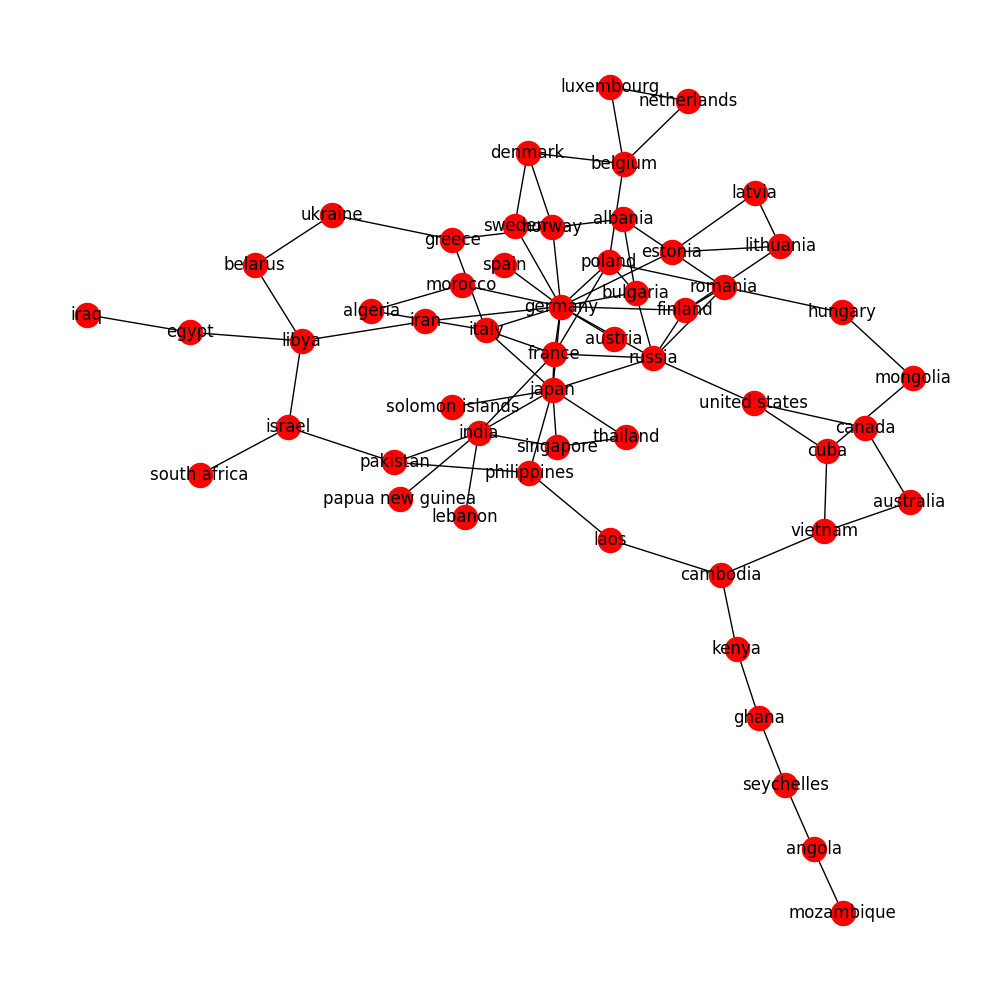 luxembourg
netherlands
denmark
belgium
latvia
ukraine
albania
sweden
norway
greece
lithuania
estonia
belarus
spain
poland
morocco
romania
bulgaria
germany
algeria
finland
hungary
iraq
iran
egypt
italy
libya
austria
france
russia
mongolia
japan
united states
solomon islands
israel
canada
india
thailand
singapore
cuba
pakistan
south africa
philippines
papua new guinea
australia
lebanon
vietnam
laos
cambodia
kenya
ghana
seychelles
angola
mozambique